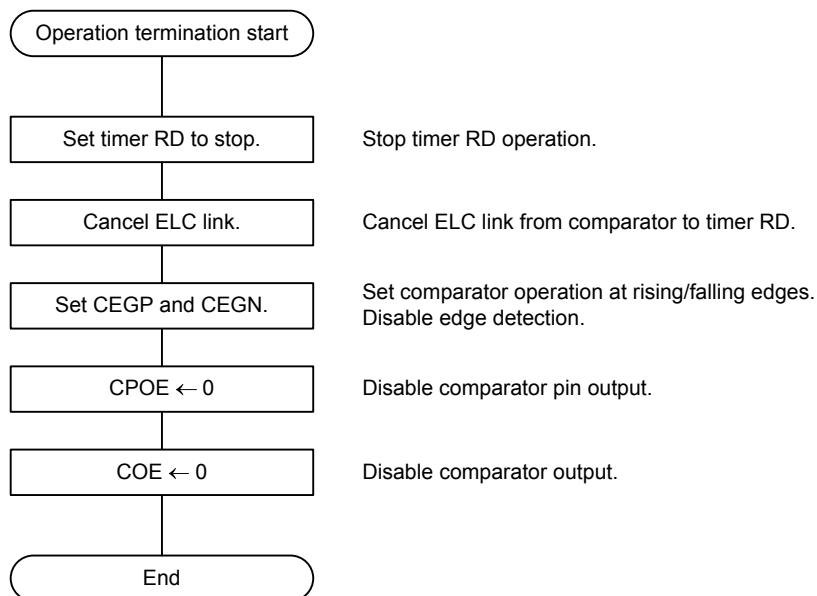 Operation termination start
Set timer RD to stop.
Stop timer RD operation.
Cancel ELC link.
Cancel ELC link from comparator to timer RD.
Set CEGP and CEGN.
Set comparator operation at rising/falling edges.
Disable edge detection.
CPOE ← 0
Disable comparator pin output.
COE ← 0
Disable comparator output.
End